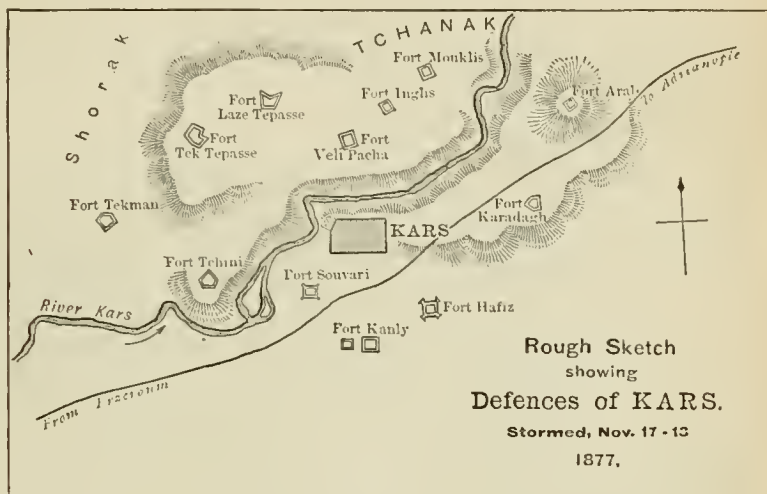 TCHANAK
Shorak
Fort Mouklis
Fort Inglis
Fort
Laze Tepasse
Fort Arab
to Adrianople
Fort
Tek Tepasse
Fort
Veli Pacha
Fort Tekman
Fort
Karadagh
KARS
Fort Tchini
Fort Souvari
River Kars
Fort Hafiz
Fort Kanly
From Erzeroum
Rough Sketch
showing
Defences of KARS.
Stormed, Nov. 17-18
1877.